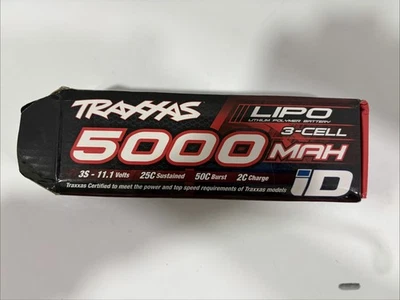 TRAXXAS
LIPO
LITHIUM POLYMER BATTERY
3-CELL
5000 MAH
iD
3S - 11.1 Volts 25C Sustained 50C Burst 2C Charge
Traxxas Certified to meet the power and top speed requirements of Traxxas models